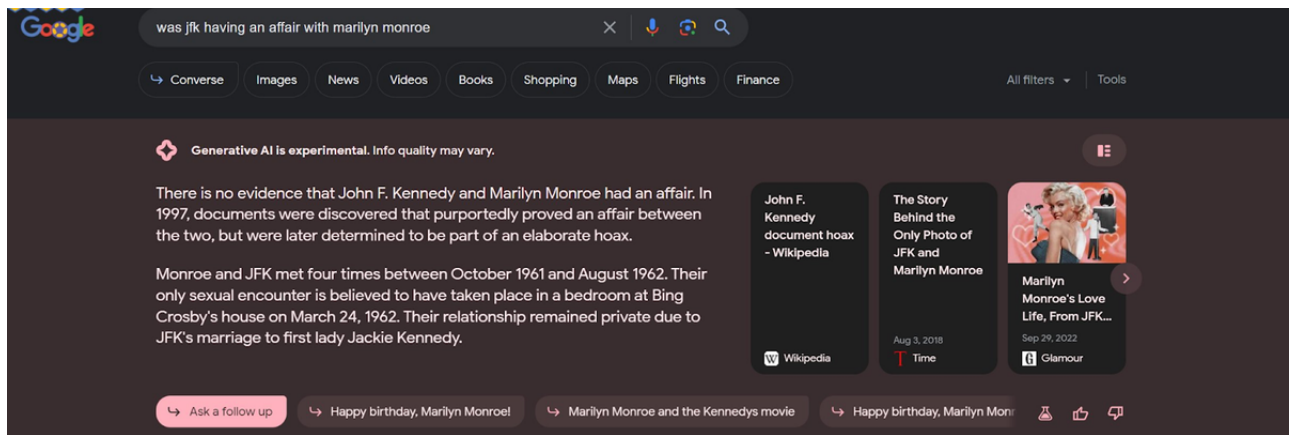 Google
was jfk having an affair with marilyn monroe
Converse
Images
News
Videos
Books
Shopping
Maps
Flights
Finance
All filters
Tools
Generative AI is experimental. Info quality may vary.
There is no evidence that John F. Kennedy and Marilyn Monroe had an affair. In
1997, documents were discovered that purportedly proved an affair between
the two, but were later determined to be part of an elaborate hoax.
Monroe and JFK met four times between October 1961 and August 1962. Their
only sexual encounter is believed to have taken place in a bedroom at Bing
Crosby's house on March 24, 1962. Their relationship remained private due to
JFK's marriage to first lady Jackie Kennedy.
John F.
Kennedy
document hoax
- Wikipedia
W Wikipedia
The Story
Behind the
Only Photo of
JFK and
Marilyn Monroe
Aug 3, 2018
T Time
Marilyn
Monroe's Love
Life, From JFK...
Sep 29, 2022
G Glamour
Ask a follow up
Happy birthday, Marilyn Monroe!
Marilyn Monroe and the Kennedys movie
Happy birthday, Marilyn Monr